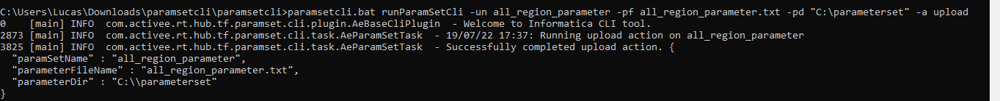 C:\Users\Lucas\Downloads\paramsetcli\paramsetcli>paramsetcli.bat runParamSetCli -un all_region_parameter -pf all_region_parameter.txt -pd "C:\parameterset" -a upload
0    [main] INFO  com.activee.rt.hub.tf.paramset.cli.plugin.AeBaseCliPlugin  - Welcome to Informatica CLI tool.
2873 [main] INFO  com.activee.rt.hub.tf.paramset.cli.task.AeParamSetTask  - 19/07/22 17:37: Running upload action on all_region_parameter
3825 [main] INFO  com.activee.rt.hub.tf.paramset.cli.task.AeParamSetTask  - Successfully completed upload action. {
  "paramSetName" : "all_region_parameter",
  "parameterFileName" : "all_region_parameter.txt",
  "parameterDir" : "C:\\parameterset"
}